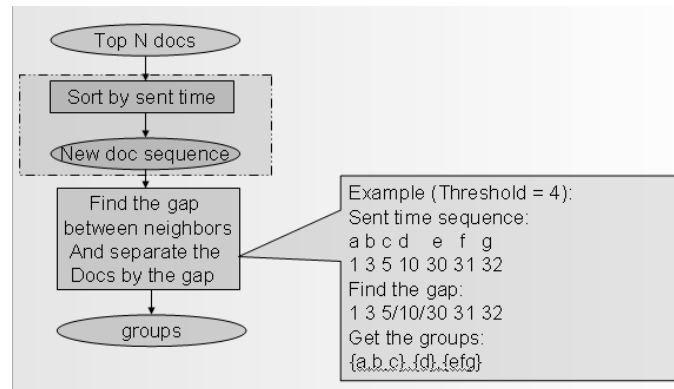 Top N docs
Sort by sent time
New doc sequence
Find the gap
between neighbors
And separate the
Docs by the gap
groups
Example (Threshold = 4):
Sent time sequence:
a b c d e f g
1 3 5 10 30 31 32
Find the gap:
1 3 5/10/30 31 32
Get the groups:
{a,b,c},{d},{efg}